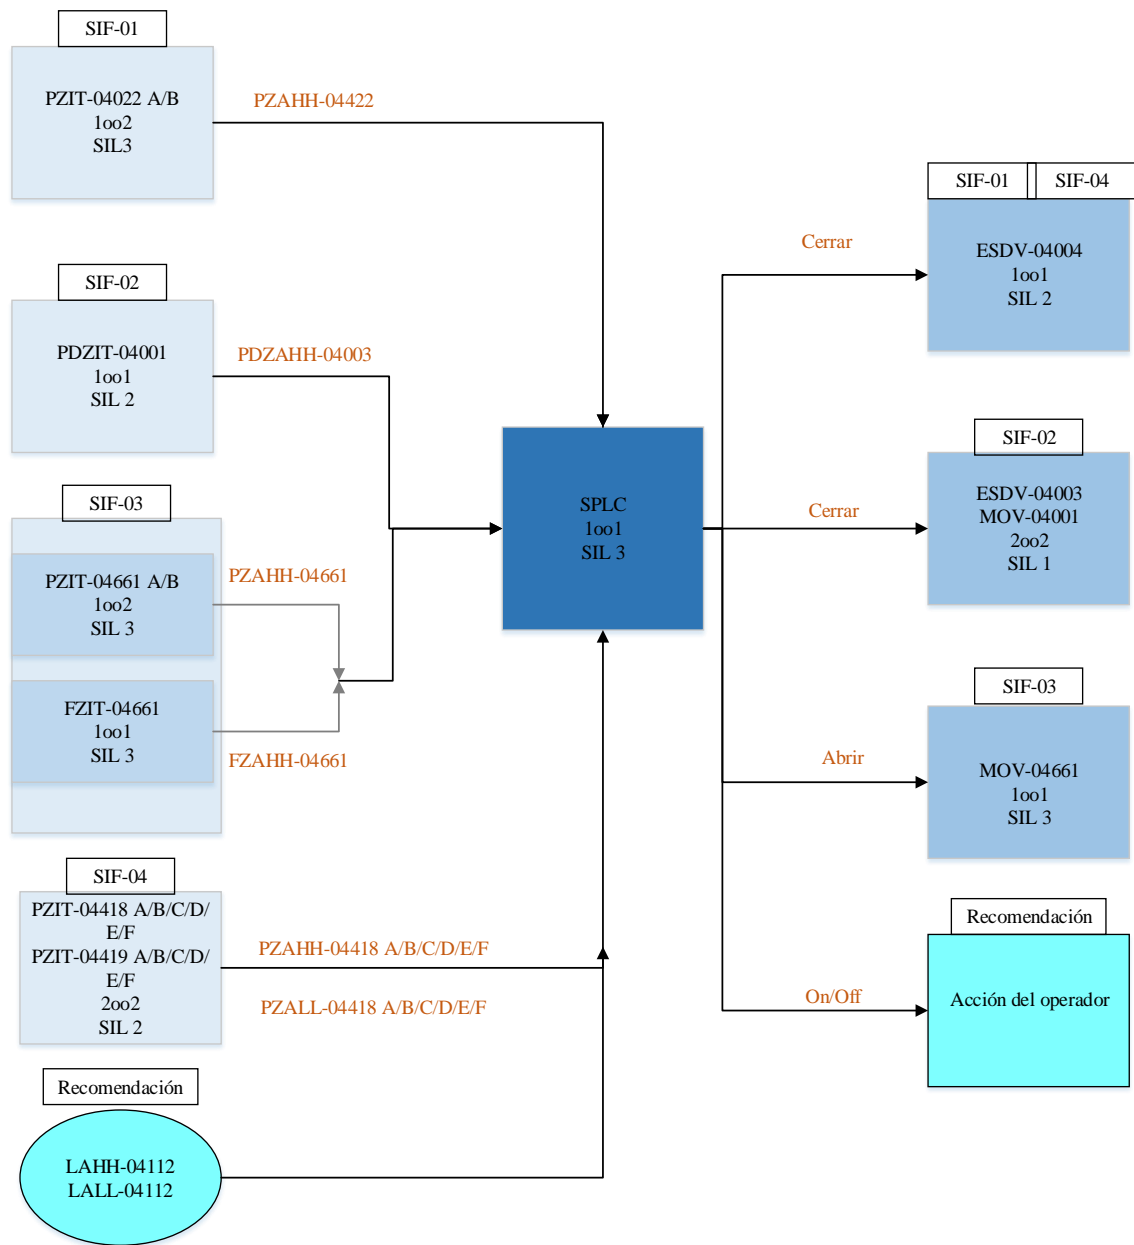 SIF-01
PZIT-04022 A/B
1oo2
SIL3
PZAHH-04422
SIF-02
PDZIT-04001
1oo1
SIL 2
PDZAHH-04003
SIF-03
PZIT-04661 A/B
1oo2
SIL 3
PZAHH-04661
FZIT-04661
1oo1
SIL 3
FZAHH-04661
SIF-04
PZIT-04418 A/B/C/D/
E/F
PZIT-04419 A/B/C/D/
E/F
2oo2
SIL 2
PZAHH-04418 A/B/C/D/E/F
PZALL-04418 A/B/C/D/E/F
Recomendación
LAHH-04112
LALL-04112
SPLC
1oo1
SIL 3
Cerrar
SIF-01
SIF-04
ESDV-04004
1oo1
SIL 2
Cerrar
SIF-02
ESDV-04003
MOV-04001
2oo2
SIL 1
Abrir
SIF-03
MOV-04661
1oo1
SIL 3
On/Off
Recomendación
Acción del operador